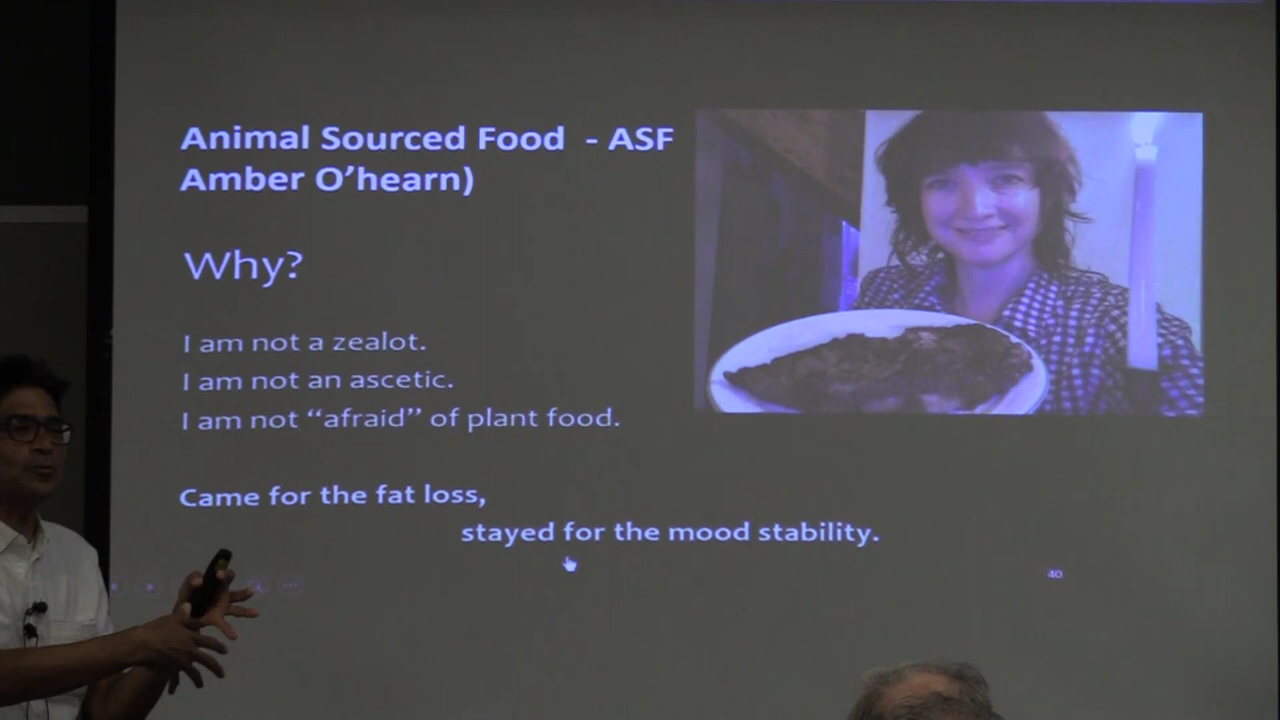 Animal Sourced Food - ASF
Amber O’hearn)
Why?
I am not a zealot.
I am not an ascetic.
I am not “afraid” of plant food.
Came for the fat loss,
stayed for the mood stability.
40